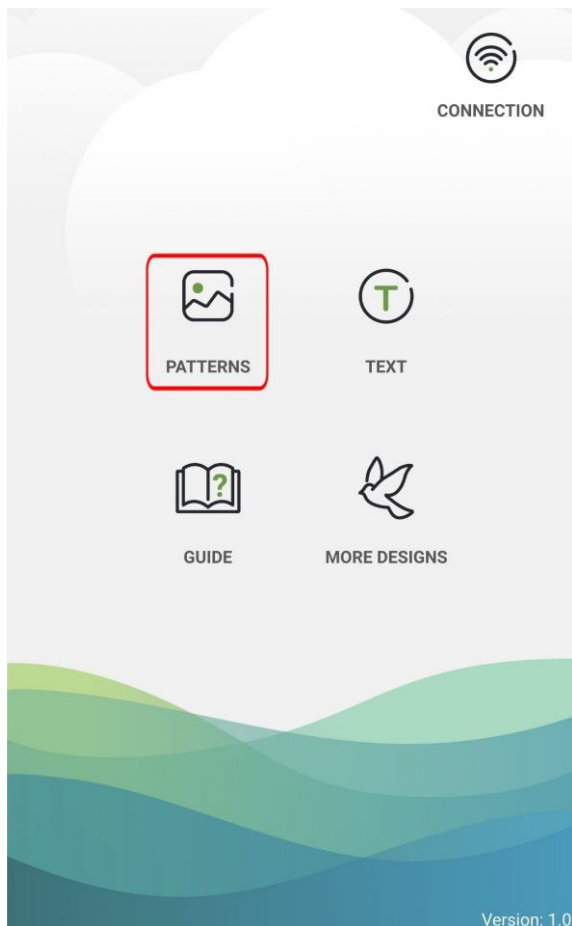 CONNECTION
PATTERNS
TEXT
GUIDE
MORE DESIGNS
Version: 1.0